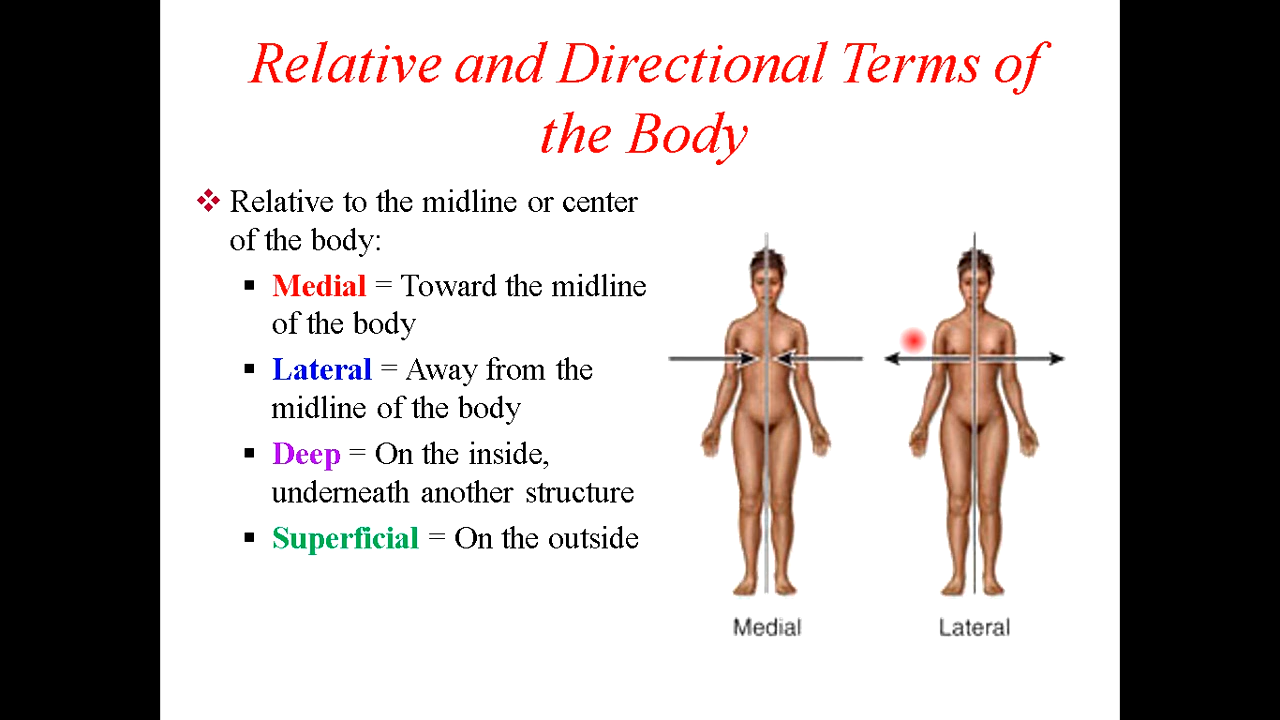 Relative and Directional Terms of
the Body
Relative to the midline or center
of the body:
Medial = Toward the midline
of the body
Lateral = Away from the
midline of the body
Deep = On the inside,
underneath another structure
Superficial = On the outside
Medial
Lateral